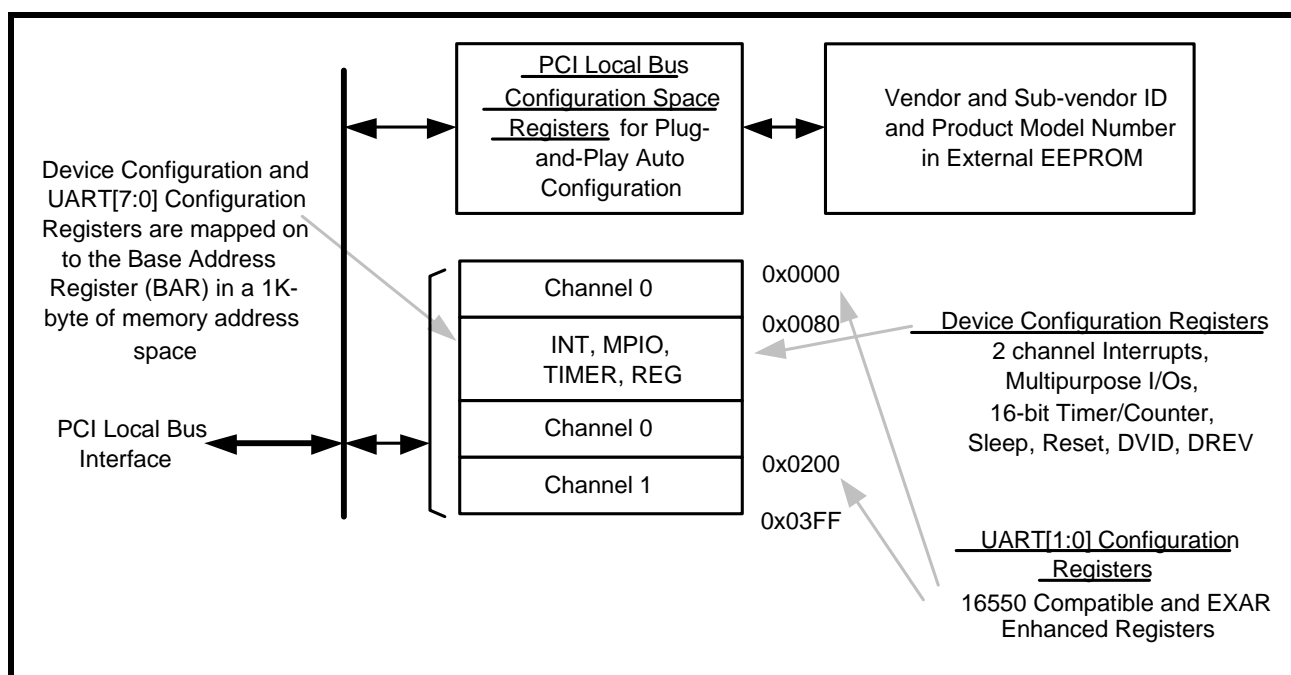 PCI Local Bus
Configuration Space
Registers for Plug-
and-Play Auto
Configuration
Vendor and Sub-vendor ID
and Product Model Number
in External EEPROM
Device Configuration and
UART[7:0] Configuration
Registers are mapped on
to the Base Address
Register (BAR) in a 1K-
byte of memory address
space
PCI Local Bus
Interface
Channel 0
INT, MPIO,
TIMER, REG
Channel 0
Channel 1
0x0000
0x0080
0x0200
0x03FF
Device Configuration Registers
2 channel Interrupts,
Multipurpose I/Os,
16-bit Timer/Counter,
Sleep, Reset, DVID, DREV
UART[1:0] Configuration
Registers
16550 Compatible and EXAR
Enhanced Registers